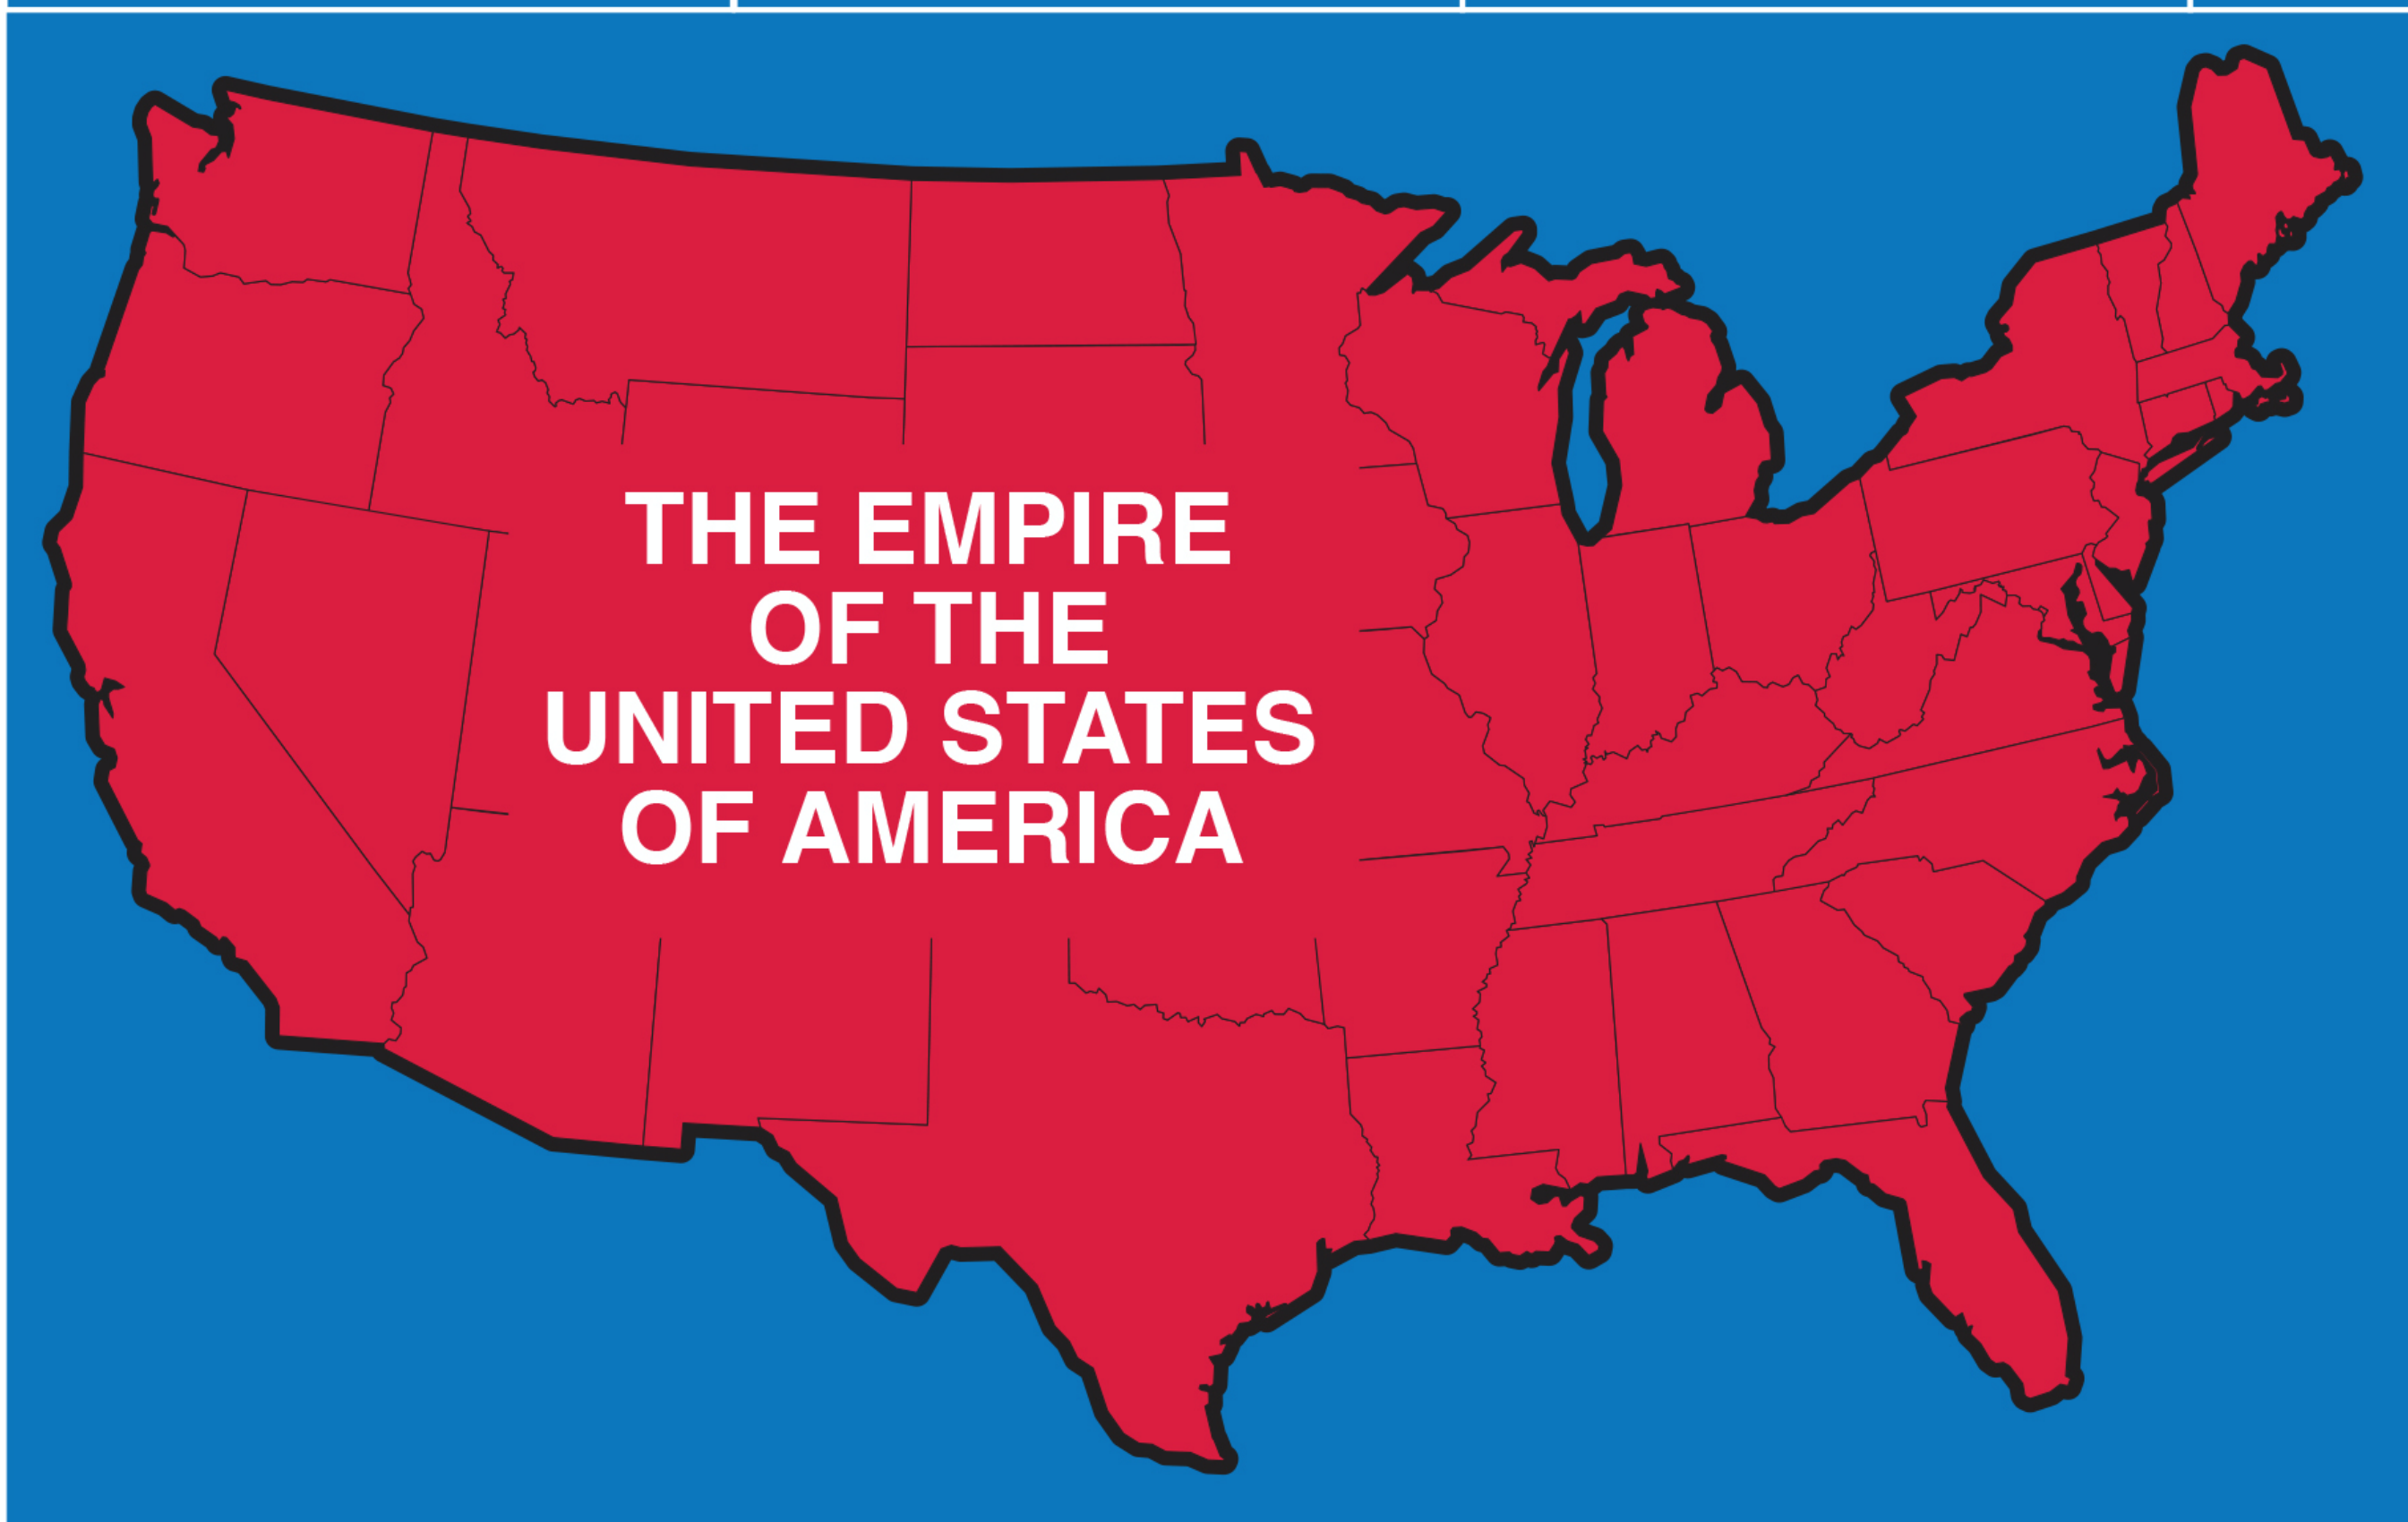 THE EMPIRE
OF THE
UNITED STATES
OF AMERICA